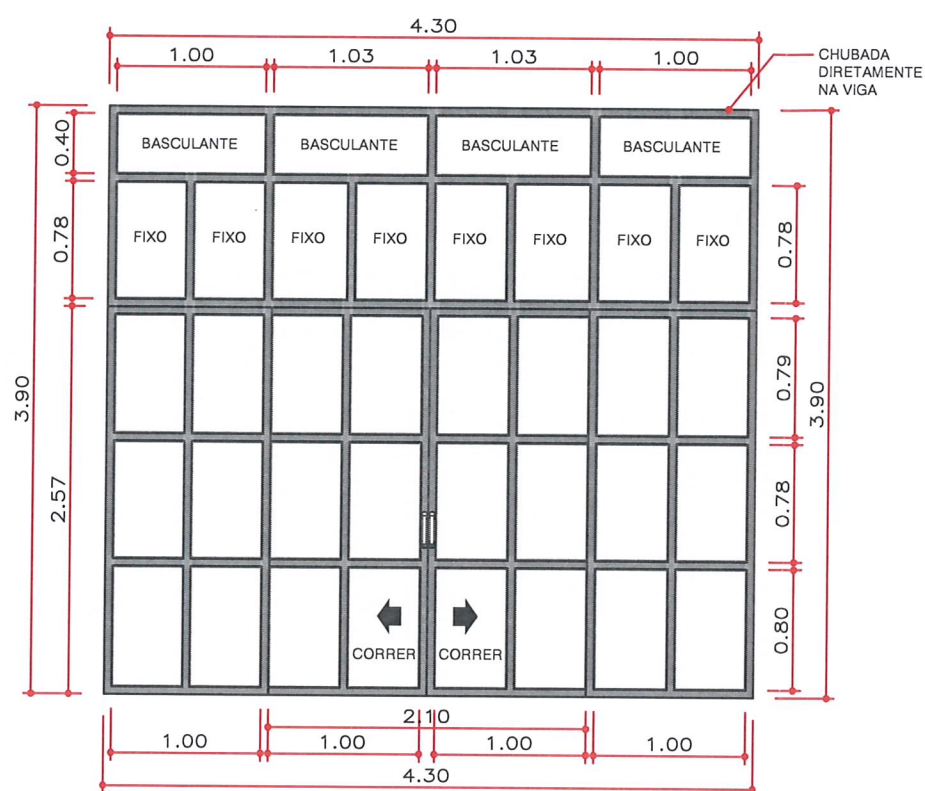 4.30
1.00 1.03 1.03 1.00
CHUBADA
DIRETAMENTE
NA VIGA
0.40
BASCULANTE BASCULANTE BASCULANTE BASCULANTE
0.78
FIXO FIXO FIXO FIXO FIXO FIXO FIXO FIXO
0.78
3.90
0.79
3.90
2.57
0.78
0.80
CORRER CORRER
2.10
1.00 1.00 1.00 1.00
4.30